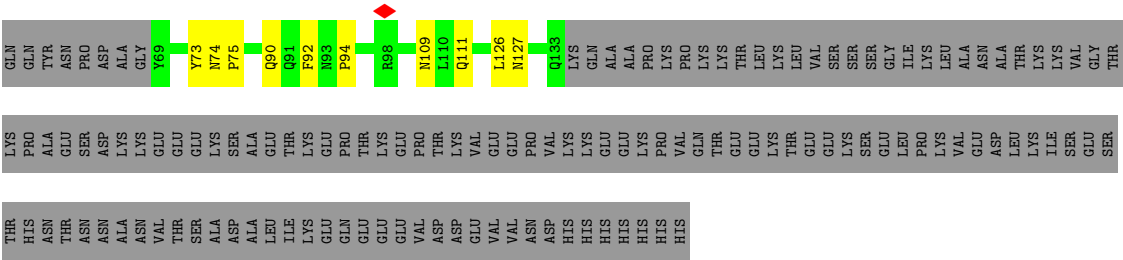 GLN GLN TYR ASN PRO ASP ALA GLY Y69 Y73 N74 P75 Q90 Q91 F92 N93 P94 R98 N109 L110 Q111 L126 N127 Q133 LYS GLN ALA ALA PRO LYS PRO LYS LYS THR LEU LYS LEU VAL SER SER SER GLY ILE LYS LEU ALA ASN ALA THR LYS LYS VAL GLY THR
LYS PRO ALA GLU SER ASP LYS LYS GLU GLU GLU LYS SER ALA GLU THR LYS GLU PRO THR LYS GLU PRO THR LYS VAL GLU GLU PRO VAL LYS LYS GLU GLU LYS PRO VAL GLN THR GLU GLU LYS THR GLU GLU LYS SER GLU LEU PRO LYS VAL GLU ASP LEU LYS ILE SER GLU SER
THR HIS ASN THR ASN ASN ALA ASN VAL THR SER ALA ASP ALA LEU ILE LYS GLU GLN GLU GLU GLU VAL ASP ASP GLU VAL VAL ASN ASP HIS HIS HIS HIS HIS HIS HIS